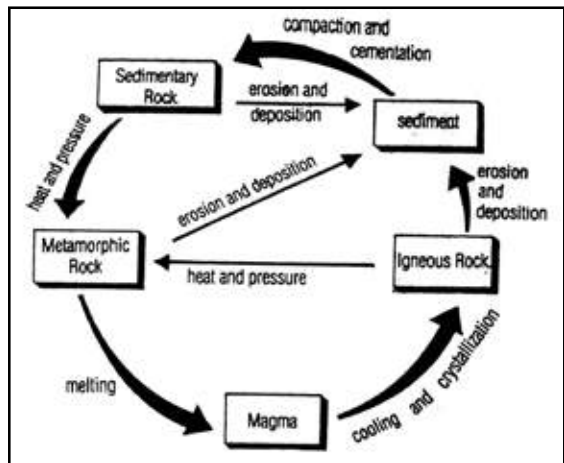 compaction and
cementation
Sedimentary
Rock
erosion and
deposition
sediment
heat and pressure
erosion and deposition
erosion
and
deposition
Metamorphic
Rock
heat and pressure
Igneous Rock
melting
Magma
cooling and crystallization